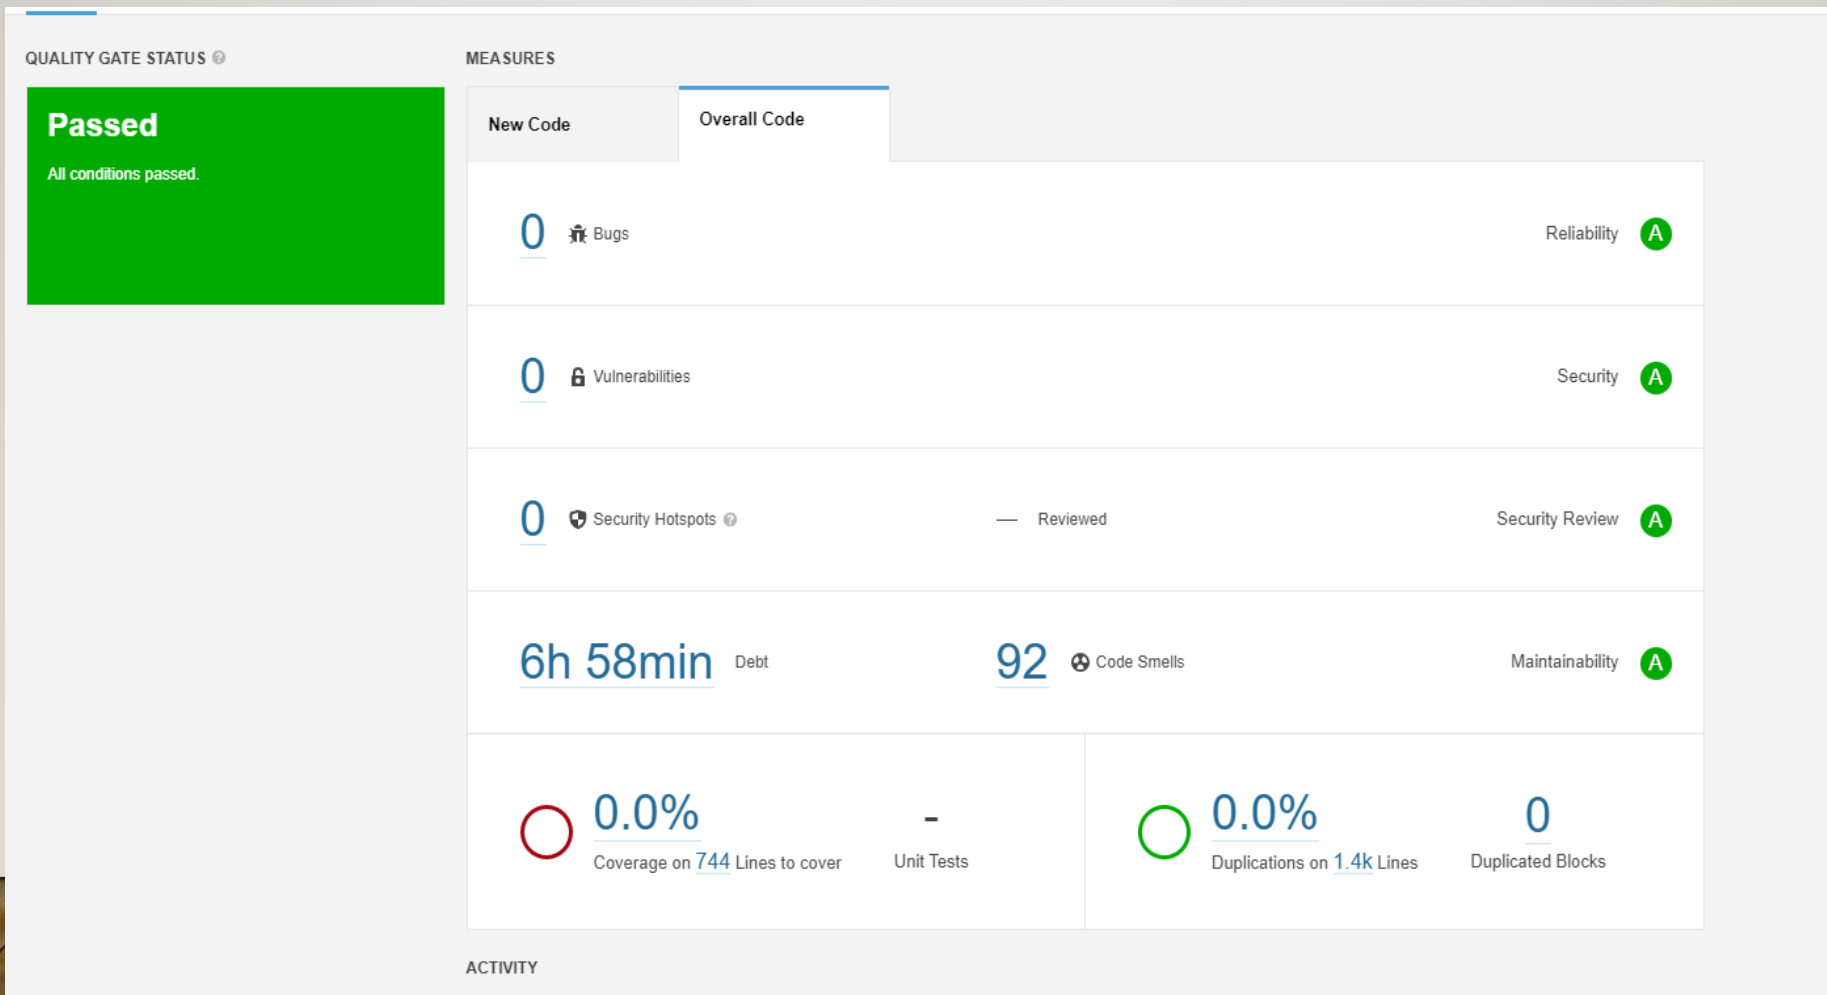 QUALITY GATE STATUS
MEASURES
Passed
All conditions passed.
New Code
Overall Code
0 Bugs
Reliability A
0 Vulnerabilities
Security A
0 Security Hotspots
— Reviewed
Security Review A
6h 58min Debt
92 Code Smells
Maintainability A
0.0%
Coverage on 744 Lines to cover
-
Unit Tests
0.0%
Duplications on 1.4k Lines
0
Duplicated Blocks
ACTIVITY